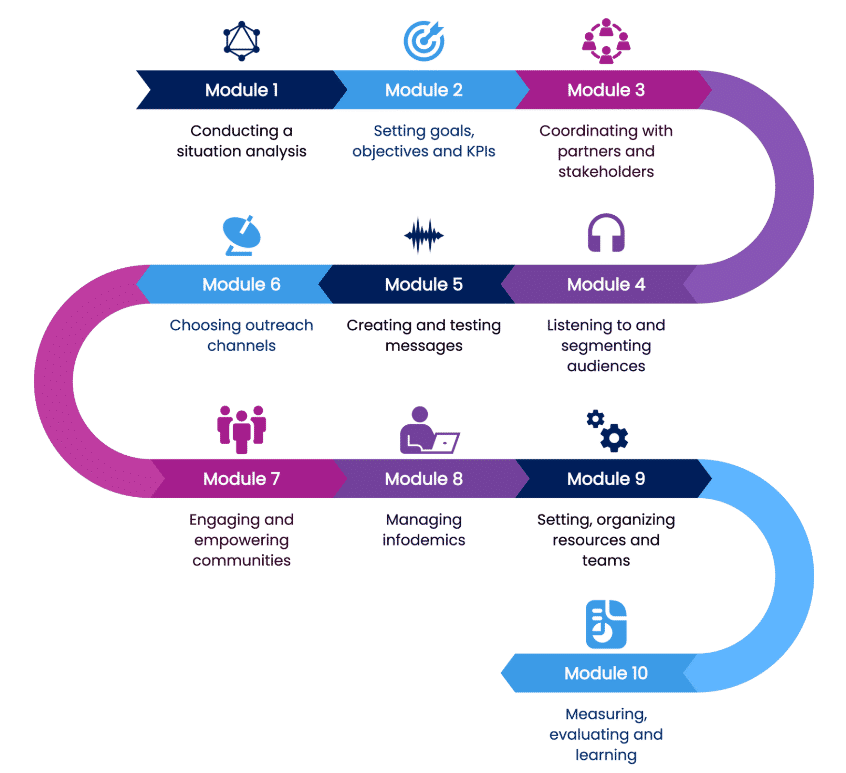 Module 1
Conducting a
situation analysis
Module 2
Setting goals,
objectives and KPIs
Module 3
Coordinating with
partners and
stakeholders
Module 4
Listening to and
segmenting
audiences
Module 5
Creating and testing
messages
Module 6
Choosing outreach
channels
Module 7
Engaging and
empowering
communities
Module 8
Managing
infodemics
Module 9
Setting, organizing
resources and
teams
Module 10
Measuring,
evaluating and
learning